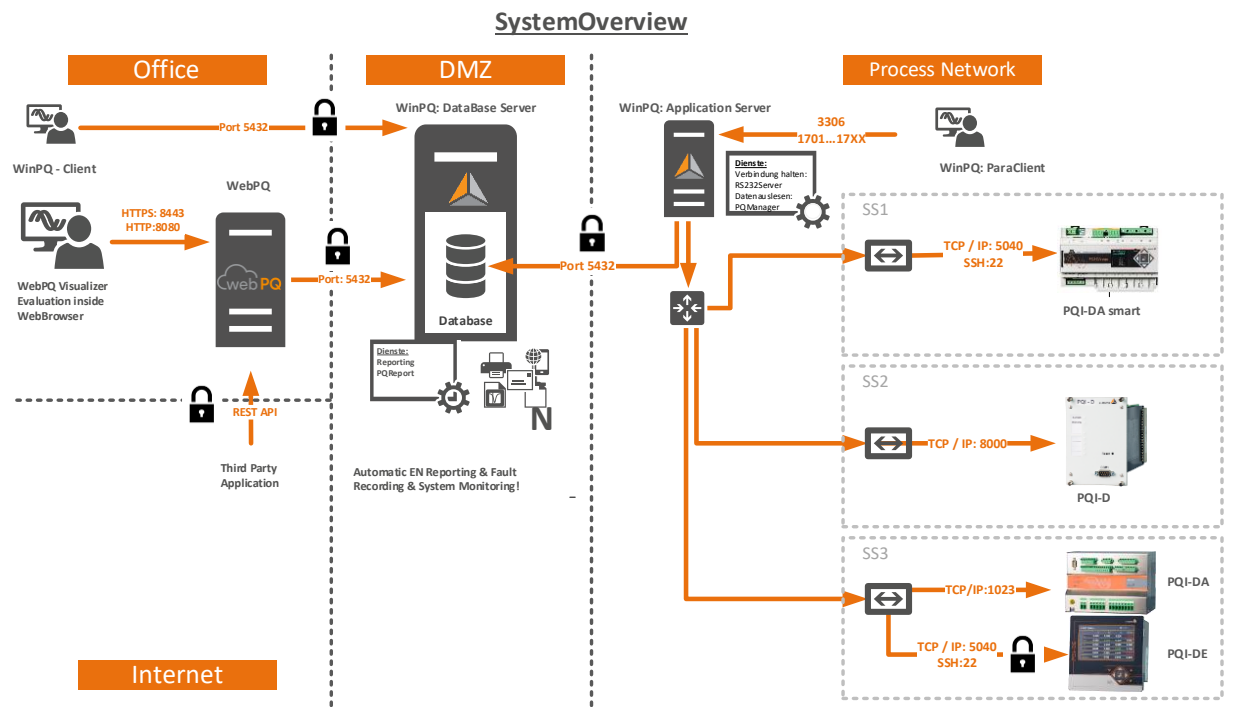 SystemOverview
Office
DMZ
Process Network
WinPQ: DataBase Server
WinPQ: Application Server
Port 5432
3306
1701...17XX
WinPQ - Client
WinPQ: ParaClient
Dienste:
Verbindung halten:
RS232Server
Datenauslesen:
PQManager
WebPQ
HTTPS: 8443
HTTP:8080
webPQ
Port: 5432
Port 5432
WebPQ Visualizer
Evaluation inside
WebBrowser
Database
SS1
TCP / IP: 5040
SSH:22
PQI-DA smart
Dienste:
Reporting
PQReport
N
REST API
Third Party
Application
Automatic EN Reporting & Fault
Recording & System Monitoring!
–
SS2
PQI - D
TCP / IP: 8000
PQI-D
SS3
TCP/IP:1023
PQI-DA
TCP / IP: 5040
SSH:22
PQI-DE
Internet